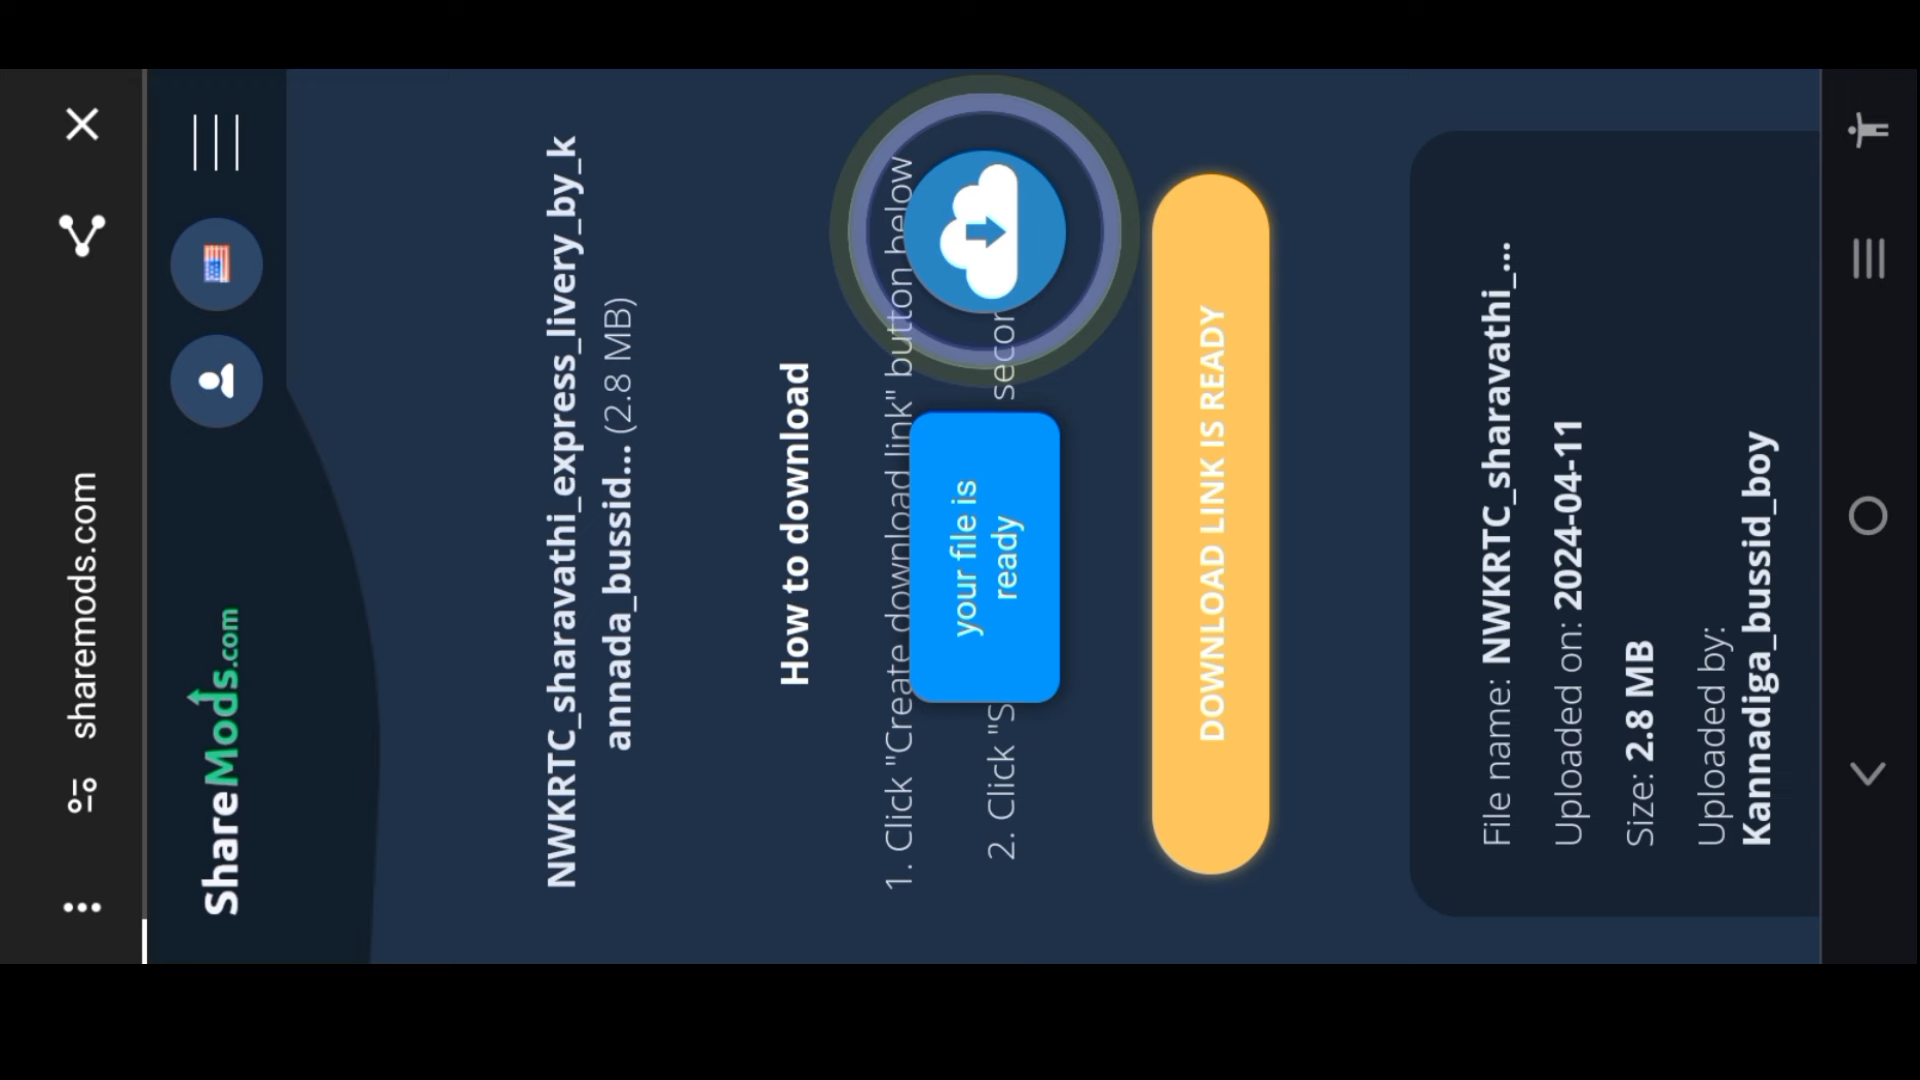 sharemods.com
ShareMods.com
NWKRTC_sharavathi_express_livery_by_k
annada_bussid... (2.8 MB)
How to download
1. Click "Create download link" button below
2. Click "S
secon
your file is
ready
DOWNLOAD LINK IS READY
File name: NWKRTC_sharavathi_...
Uploaded on: 2024-04-11
Size: 2.8 MB
Uploaded by:
Kannadiga_bussid_boy